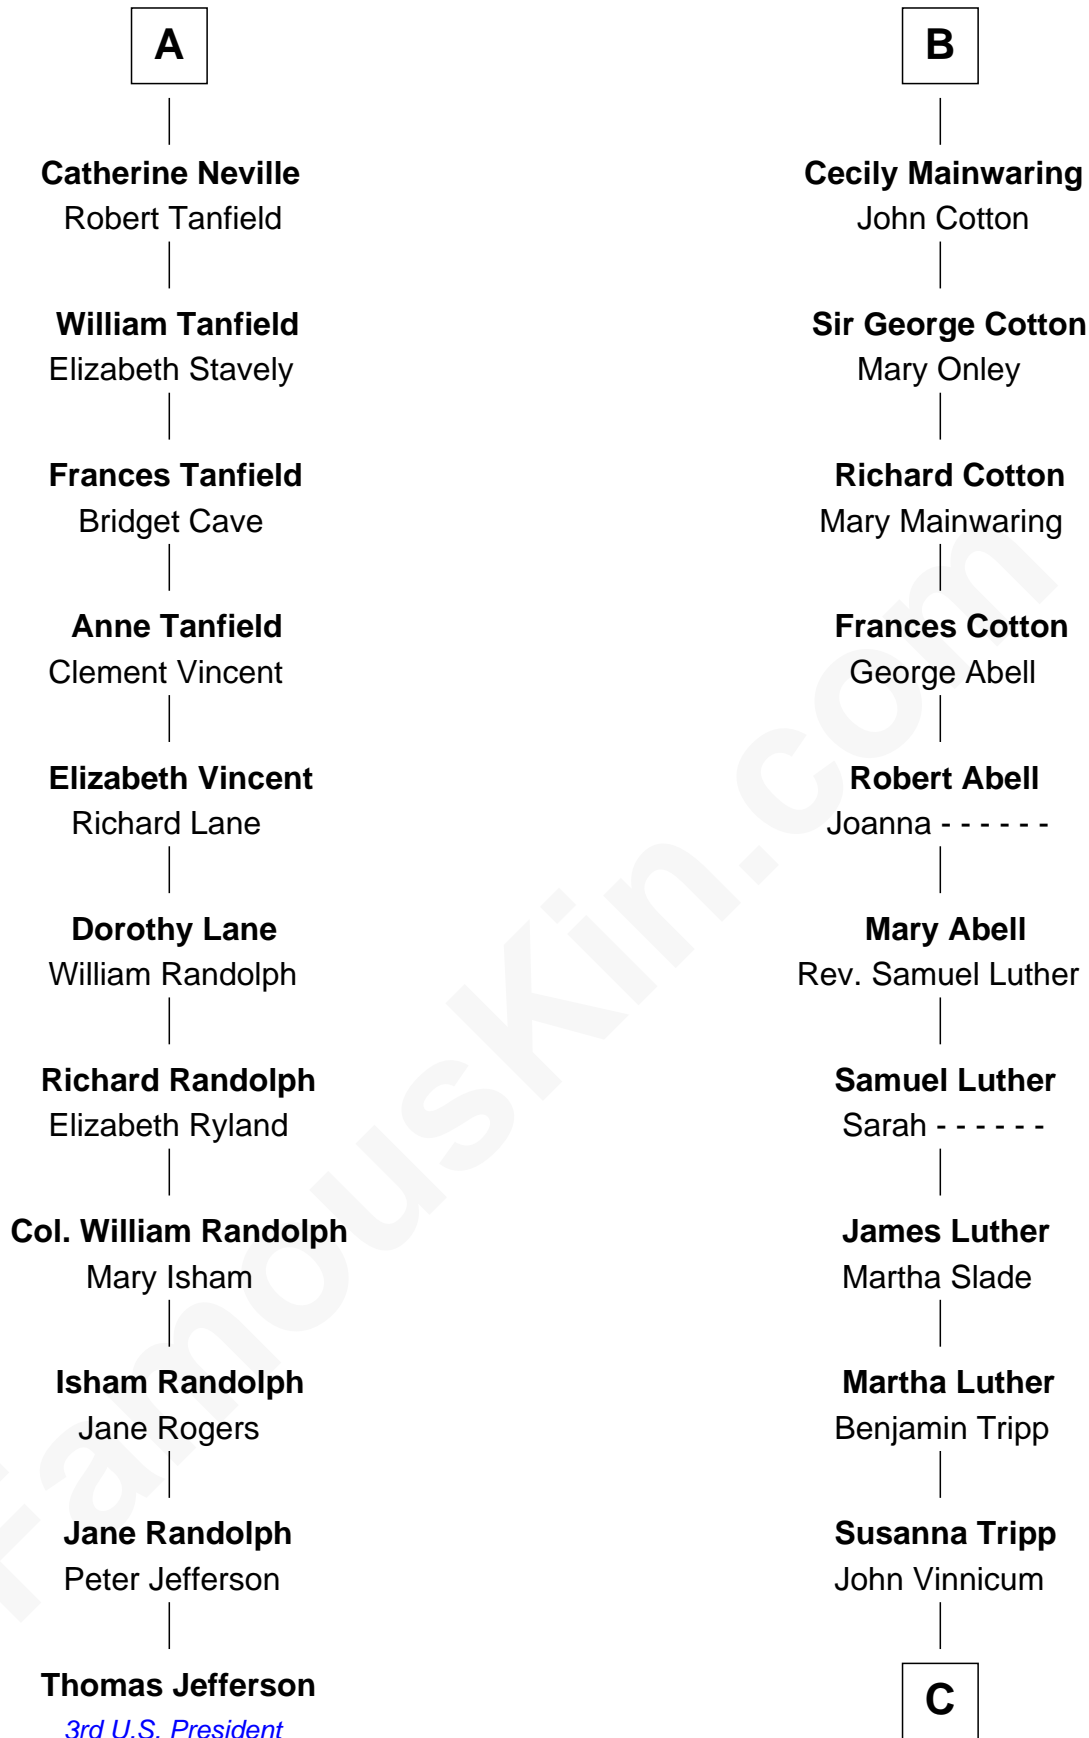 A
Catherine Neville
Robert Tanfield
William Tanfield
Elizabeth Stavely
Frances Tanfield
Bridget Cave
Anne Tanfield
Clement Vincent
Elizabeth Vincent
Richard Lane
Dorothy Lane
William Randolph
Richard Randolph
Elizabeth Ryland
Col. William Randolph
Mary Isham
Isham Randolph
Jane Rogers
Jane Randolph
Peter Jefferson
Thomas Jefferson
3rd U.S. President
B
Cecily Mainwaring
John Cotton
Sir George Cotton
Mary Onley
Richard Cotton
Mary Mainwaring
Frances Cotton
George Abell
Robert Abell
Joanna - - - - - -
Mary Abell
Rev. Samuel Luther
Samuel Luther
Sarah - - - - - -
James Luther
Martha Slade
Martha Luther
Benjamin Tripp
Susanna Tripp
John Vinnicum
C
FamousKin.com